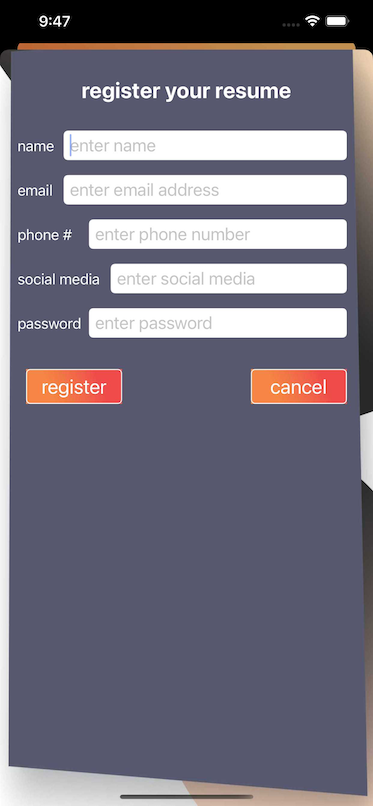 9:47
register your resume
name enter name
email enter email address
phone # enter phone number
social media enter social media
password enter password
register cancel